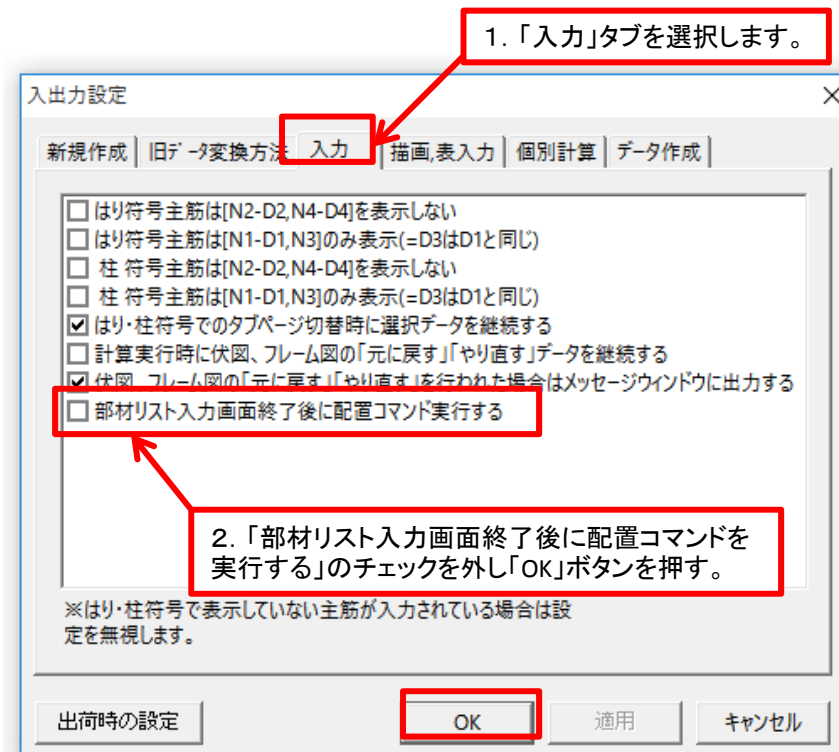 １．「入力」タブを選択します。
入出力設定
新規作成 旧ﾃﾞｰﾀ変換方法 入力 描画,表入力 個別計算 ﾃﾞｰﾀ作成
はり符号主筋は[N2-D2,N4-D4]を表示しない
はり符号主筋は[N1-D1,N3]のみ表示(=D3はD1と同じ)
柱 符号主筋は[N2-D2,N4-D4]を表示しない
柱 符号主筋は[N1-D1,N3]のみ表示(=D3はD1と同じ)
はり・柱符号でのタブページ切替時に選択データを継続する
計算実行時に伏図、フレーム図の「元に戻す」「やり直す」データを継続する
伏図、フレーム図の「元に戻す」「やり直す」を行われた場合はメッセージウィンドウに出力する
部材リスト入力画面終了後に配置コマンド実行する
２．「部材リスト入力画面終了後に配置コマンドを
実行する」のチェックを外し「OK」ボタンを押す。
※はり・柱符号で表示していない主筋が入力されている場合は設
定を無視します。
出荷時の設定 OK 適用 キャンセル